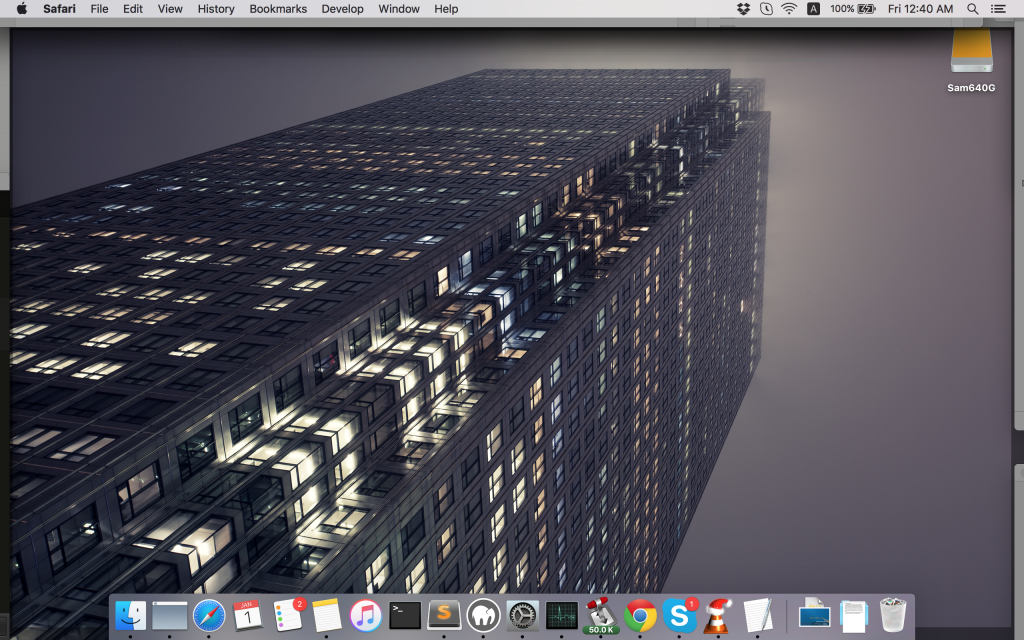 Safari File Edit View History Bookmarks Develop Window Help A 100% Fri 12:40 AM
Sam640G
JAN
1
2
>_
S
50.0 K
S
1